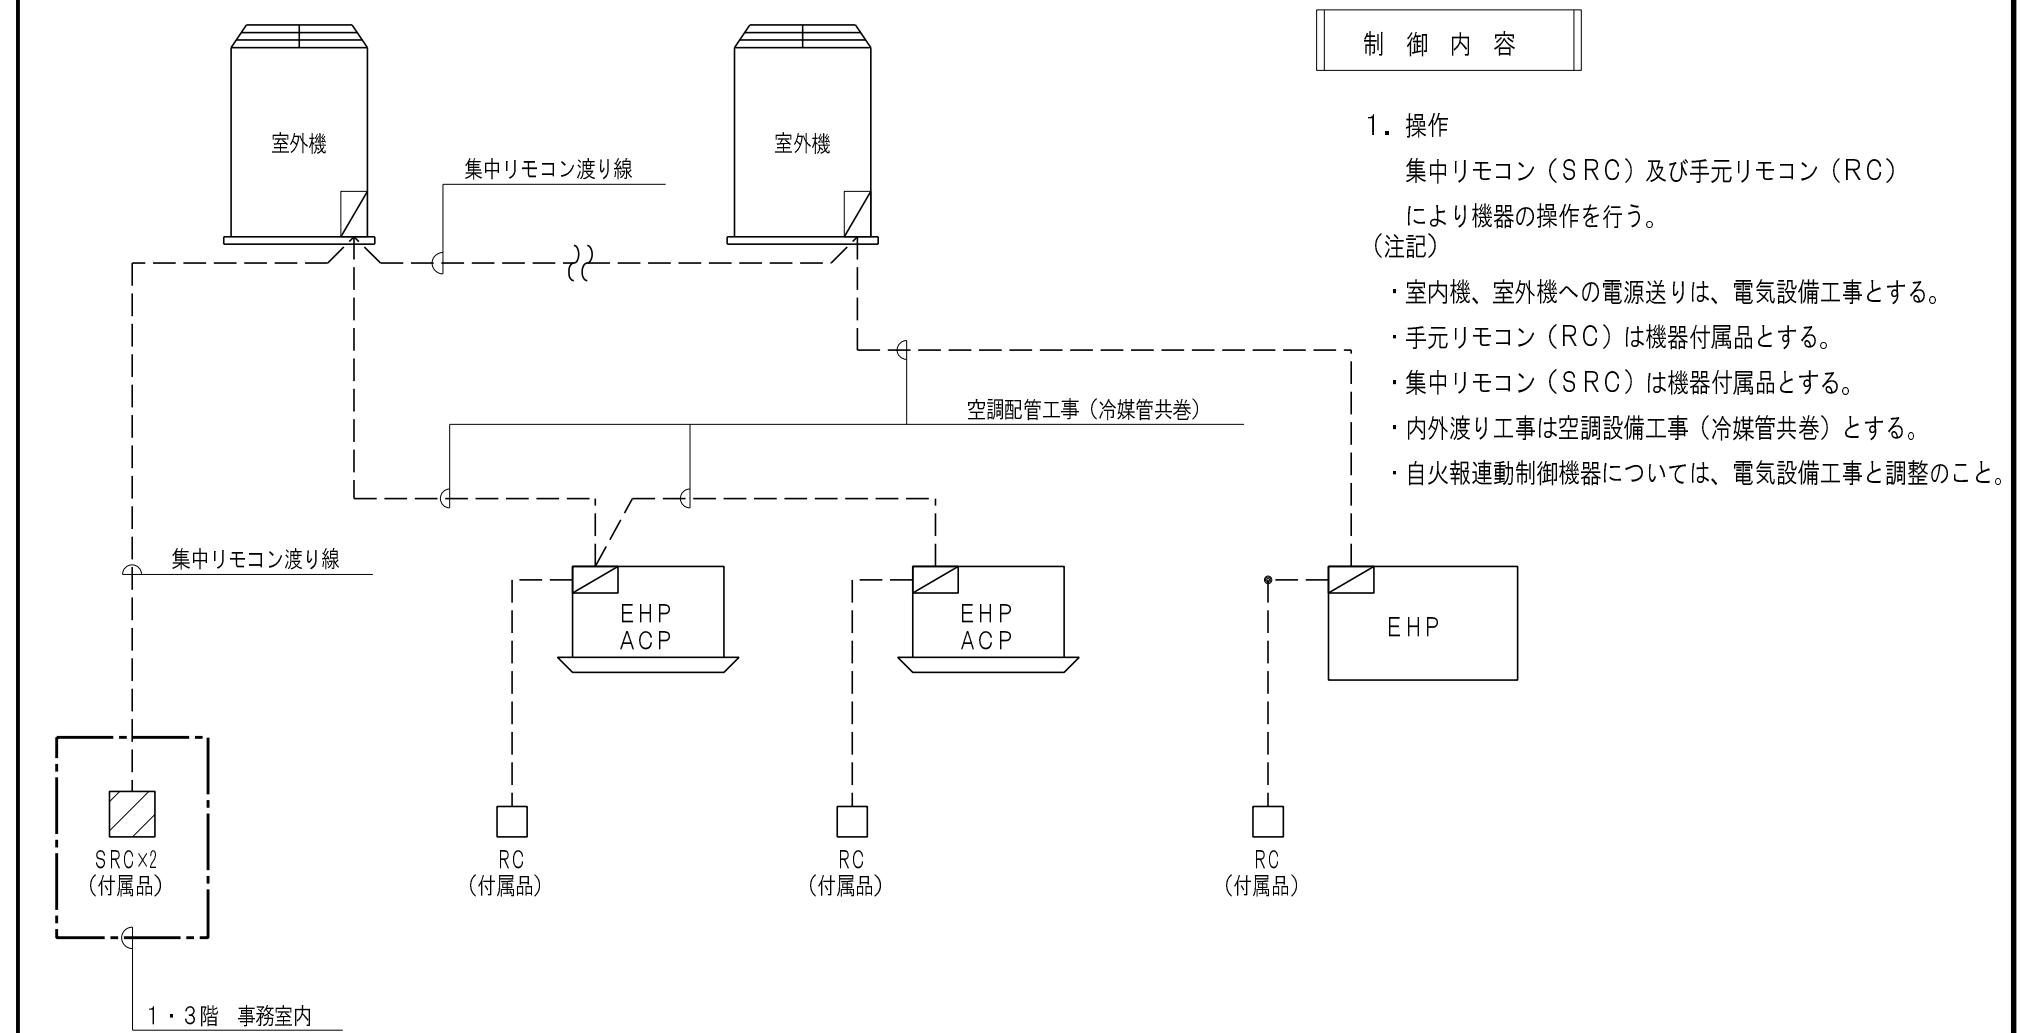 制 御 内 容
1．操作
集中リモコン（ＳＲＣ）及び手元リモコン（ＲＣ）
により機器の操作を行う。
（注記）
・室内機、室外機への電源送りは、電気設備工事とする。
・手元リモコン（ＲＣ）は機器付属品とする。
・集中リモコン（ＳＲＣ）は機器付属品とする。
・内外渡り工事は空調設備工事（冷媒管共巻）とする。
・自火報連動制御機器については、電気設備工事と調整のこと。
室外機
室外機
集中リモコン渡り線
空調配管工事（冷媒管共巻）
集中リモコン渡り線
EHP
ACP
EHP
ACP
EHP
SRC×2
（付属品）
RC
（付属品）
RC
（付属品）
RC
（付属品）
1・3階　事務室内